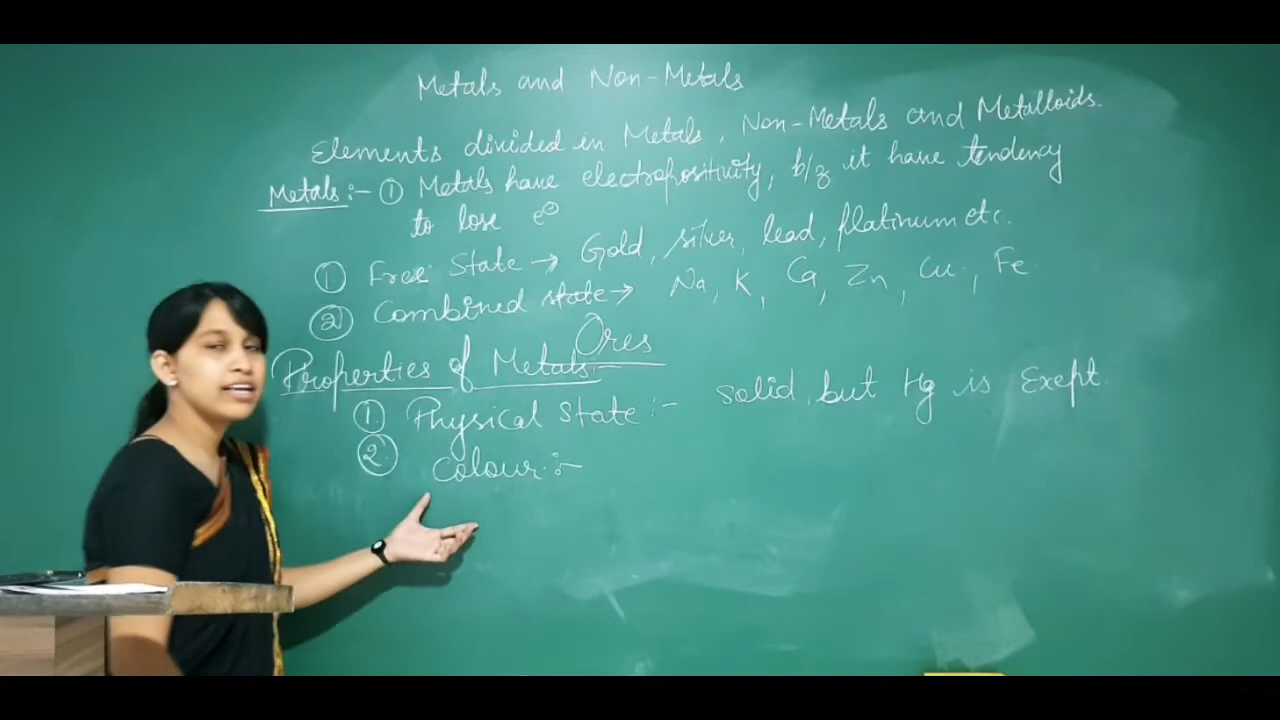 Metals and Non-Metals
Elements divided in Metals, Non-Metals and Metalloids.
Metals:- ① Metals have electropositivity, b/z it have tendency
to lose e⊖
① Free State → Gold, silver, lead, platinum etc.
② Combined state → Na, K, Ca, Zn, Cu, Fe
Ores
Properties of Metals:-
①. Physical State:- solid, but Hg is Exept.
②. colour:-